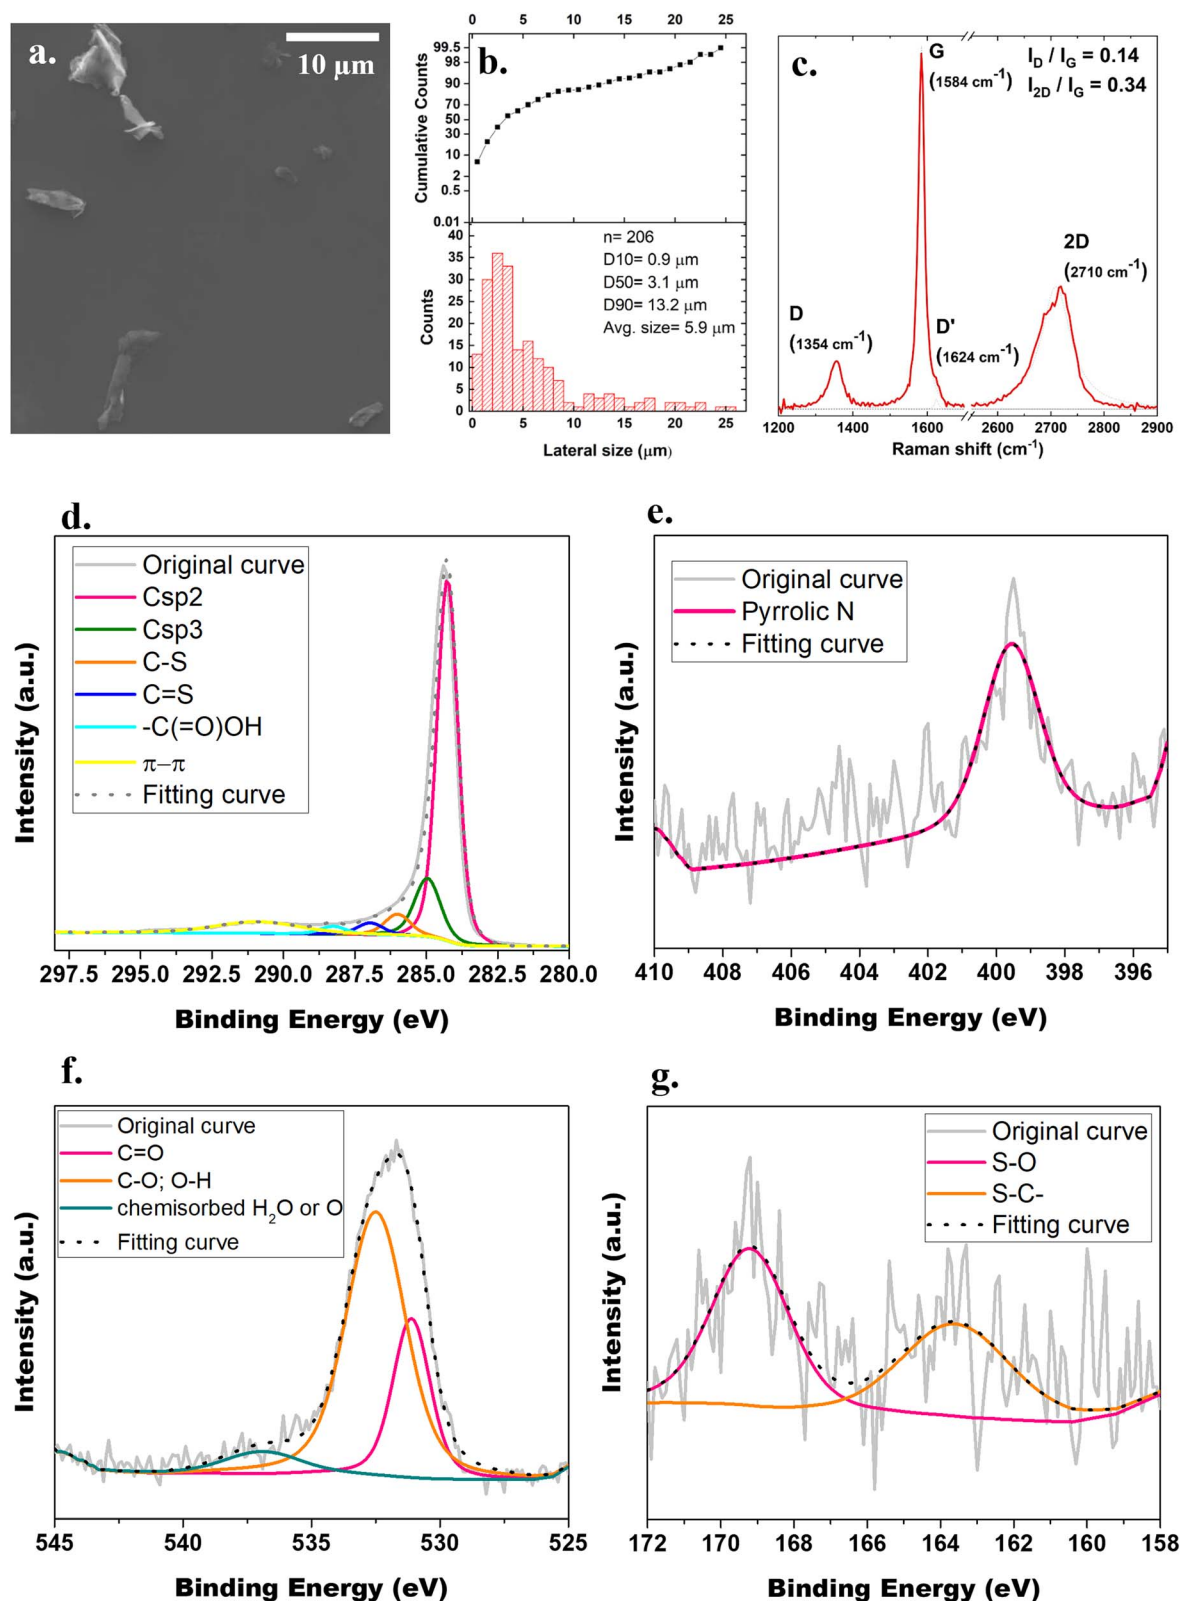 a.
10 μm
b.
0 5 10 15 20 25
99.5
98
90
70
50
30
10
2
0.5
0.01
Cumulative Counts
40
35
30
25
20
15
10
5
0
Counts
n= 206
D10= 0.9 μm
D50= 3.1 μm
D90= 13.2 μm
Avg. size= 5.9 μm
0 5 10 15 20 25
Lateral size (μm)
c.
G
(1584 cm⁻¹)
I_D / I_G = 0.14
I_2D / I_G = 0.34
2D
(2710 cm⁻¹)
D
(1354 cm⁻¹)
D'
(1624 cm⁻¹)
1200 1400 1600 2700 2800 2900
Raman shift (cm⁻¹)
d.
Original curve
Csp2
Csp3
C-S
C=S
-C(=O)OH
π–π
Fitting curve
Intensity (a.u.)
297.5 295.0 292.5 290.0 287.5 285.0 282.5 280.0
Binding Energy (eV)
e.
Original curve
Pyrrolic N
Fitting curve
Intensity (a.u.)
410 408 406 404 402 400 398 396
Binding Energy (eV)
f.
Original curve
C=O
C-O; O-H
chemisorbed H₂O or O
Fitting curve
Intensity (a.u.)
545 540 535 530 525
Binding Energy (eV)
g.
Original curve
S-O
S-C-
Fitting curve
Intensity (a.u.)
172 170 168 166 164 162 160 158
Binding Energy (eV)